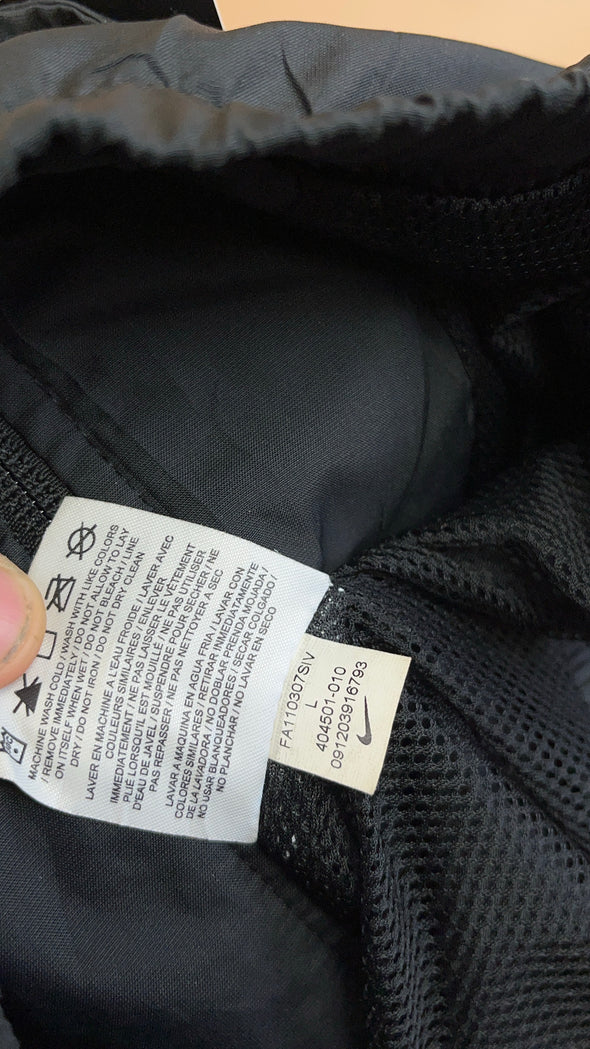 MACHINE WASH COLD / WASH WITH LIKE COLORS
/ REMOVE IMMEDIATELY / DO NOT ALLOW TO LAY
ON ITSELF WHEN WET / DO NOT BLEACH / LINE
DRY / DO NOT IRON / DO NOT DRY CLEAN
LAVER EN MACHINE A L'EAU FROIDE / LAVER AVEC
COULEURS SIMILAIRES / ENLEVER
IMMEDIATEMENT / NE PAS LAISSER LE VÊTEMENT
PLIE LORSQU'IL EST MOUILLÉ / NE PAS UTILISER
D'EAU DE JAVEL / SUSPENDRE POUR SÉCHER / NE
PAS REPASSER / NE PAS NETTOYER A SEC
LAVAR A MAQUINA EN AGUA FRIA / LAVAR CON
COLORES SIMILARES / RETIRAR INMEDIATAMENTE
DE LA LAVADORA / NO DOBLAR PRENDA MOJADA /
NO USAR BLANQUEADORES / SECAR COLGADO /
NO PLANCHAR / NO LAVAR EN SECO
FA110307SIV
L
404501-010
091203916793